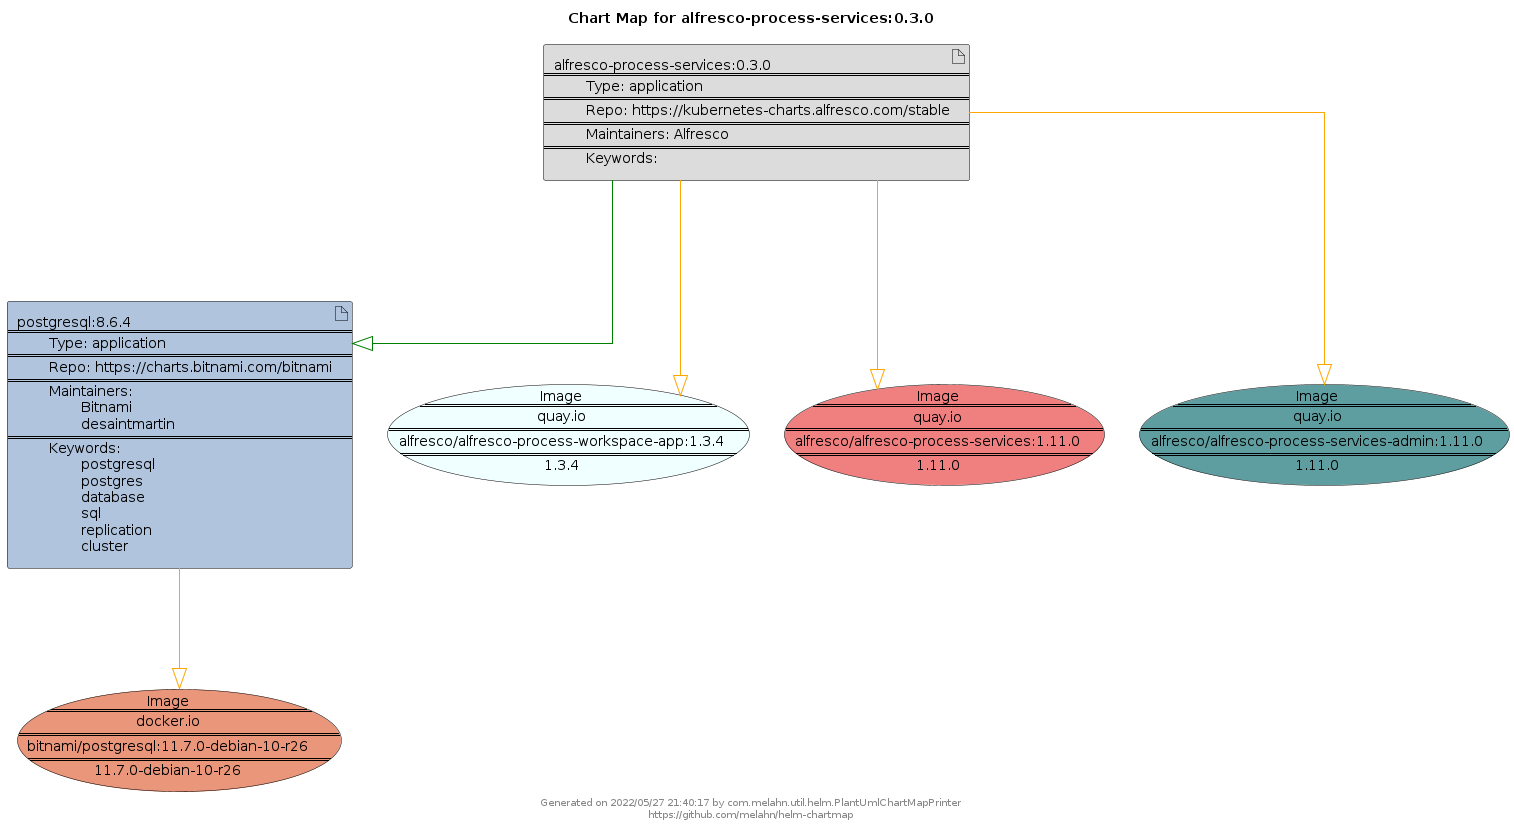 Chart Map for alfresco-process-services:0.3.0
alfresco-process-services:0.3.0
Type: application
Repo: https://kubernetes-charts.alfresco.com/stable
Maintainers: Alfresco
Keywords:
postgresql:8.6.4
Type: application
Repo: https://charts.bitnami.com/bitnami
Maintainers:
Bitnami
desaintmartin
Keywords:
postgresql
postgres
database
sql
replication
cluster
Image
quay.io
alfresco/alfresco-process-workspace-app:1.3.4
1.3.4
Image
quay.io
alfresco/alfresco-process-services:1.11.0
1.11.0
Image
quay.io
alfresco/alfresco-process-services-admin:1.11.0
1.11.0
Image
docker.io
bitnami/postgresql:11.7.0-debian-10-r26
11.7.0-debian-10-r26
Generated on 2022/05/27 21:40:17 by com.melahn.util.helm.PlantUmlChartMapPrinter
https://github.com/melahn/helm-chartmap